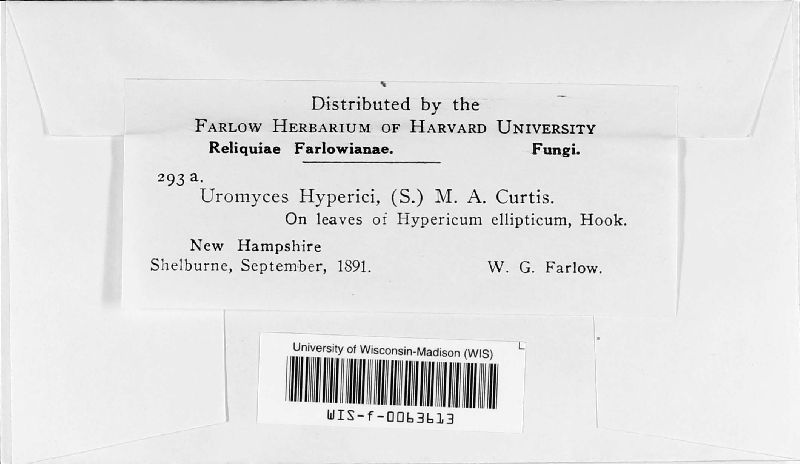 Distributed by the
FARLOW HERBARIUM OF HARVARD UNIVERSITY
Reliquiae Farlowianae. Fungi.
293 a.
Uromyces Hyperici, (S.) M. A. Curtis.
On leaves of Hypericum ellipticum, Hook.
New Hampshire
Shelburne, September, 1891. W. G. Farlow.
University of Wisconsin-Madison (WIS)
WIS-f-0063613